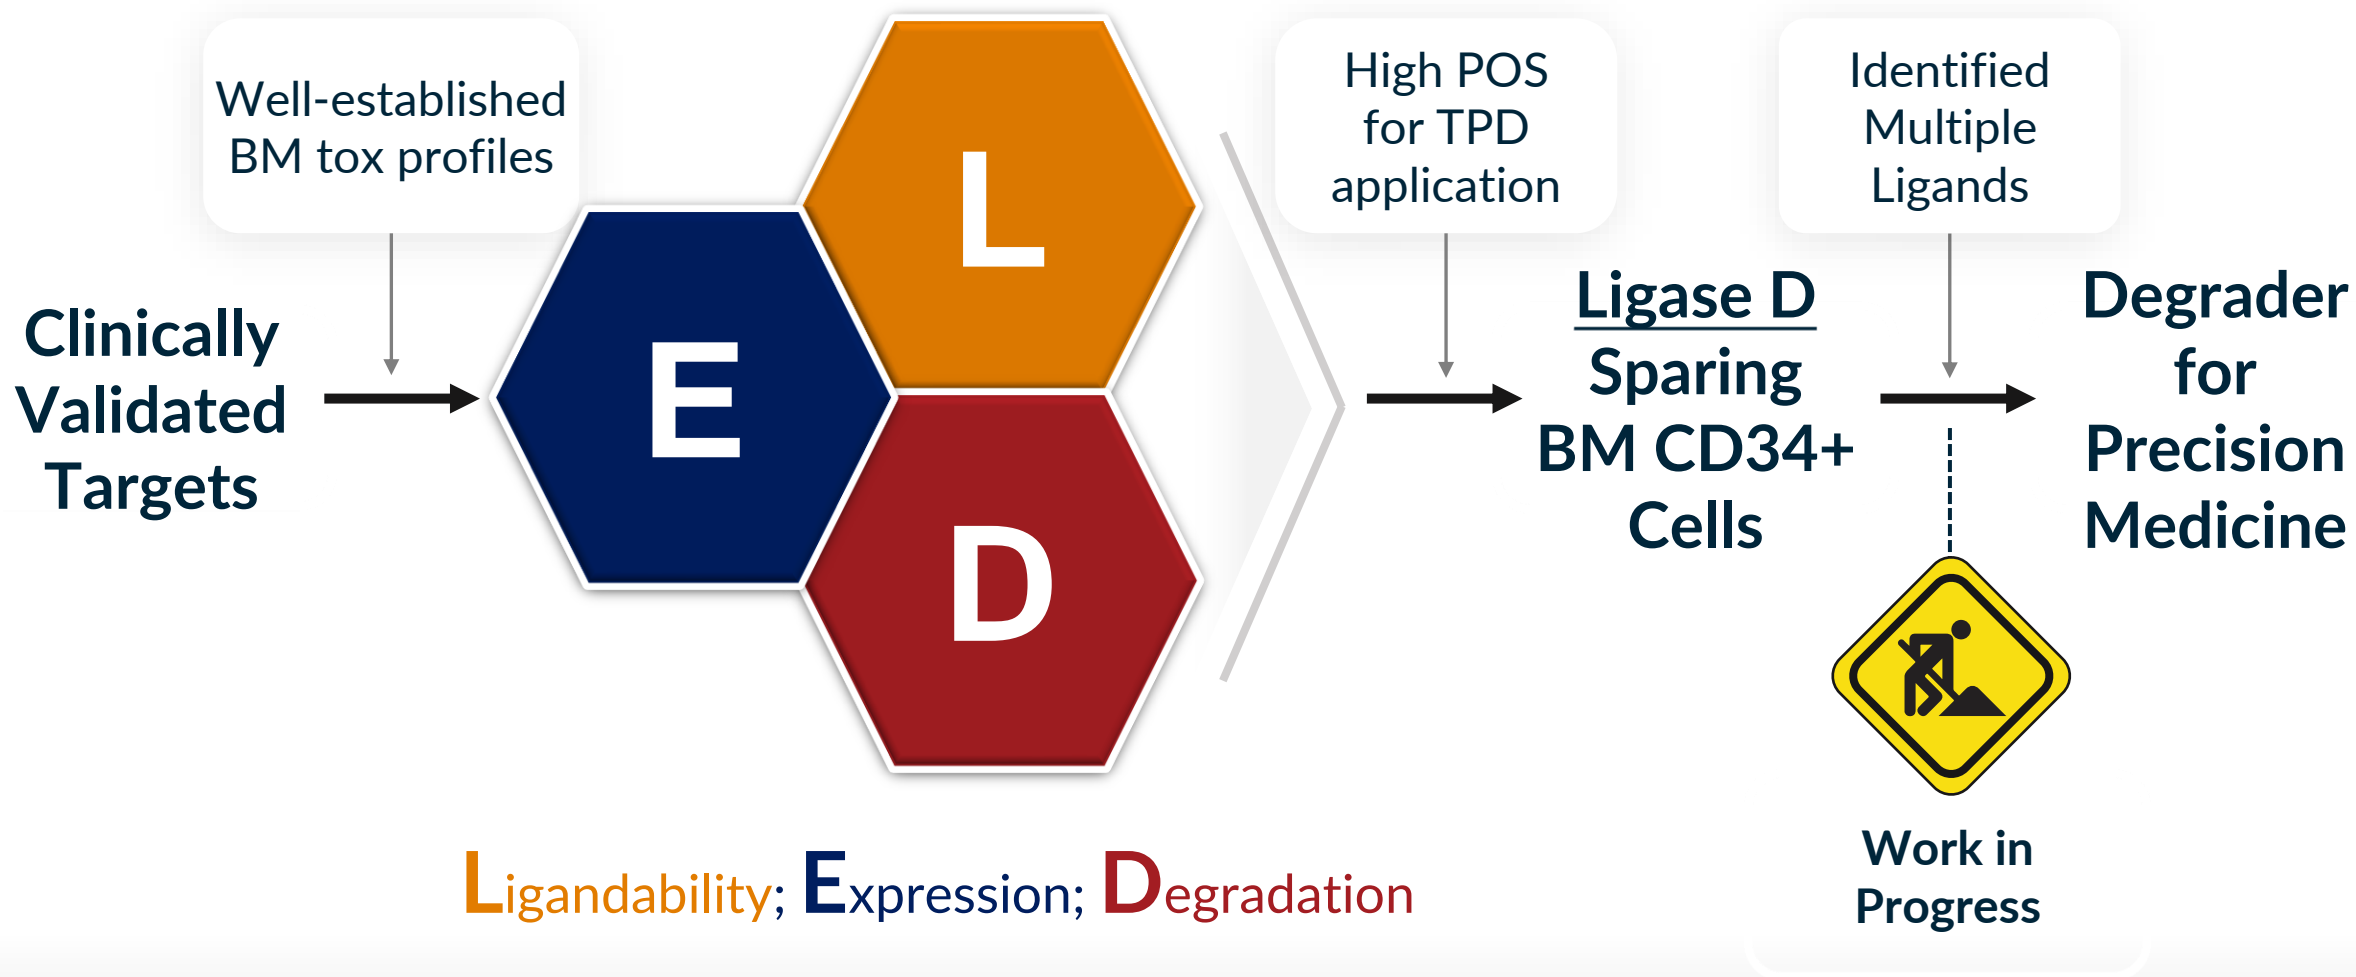 Well-established
BM tox profiles
High POS
for TPD
application
Identified
Multiple
Ligands
Clinically
Validated
Targets
L
E
D
Ligase D
Sparing
BM CD34+
Cells
Degrader
for
Precision
Medicine
Work in
Progress
Ligandability; Expression; Degradation